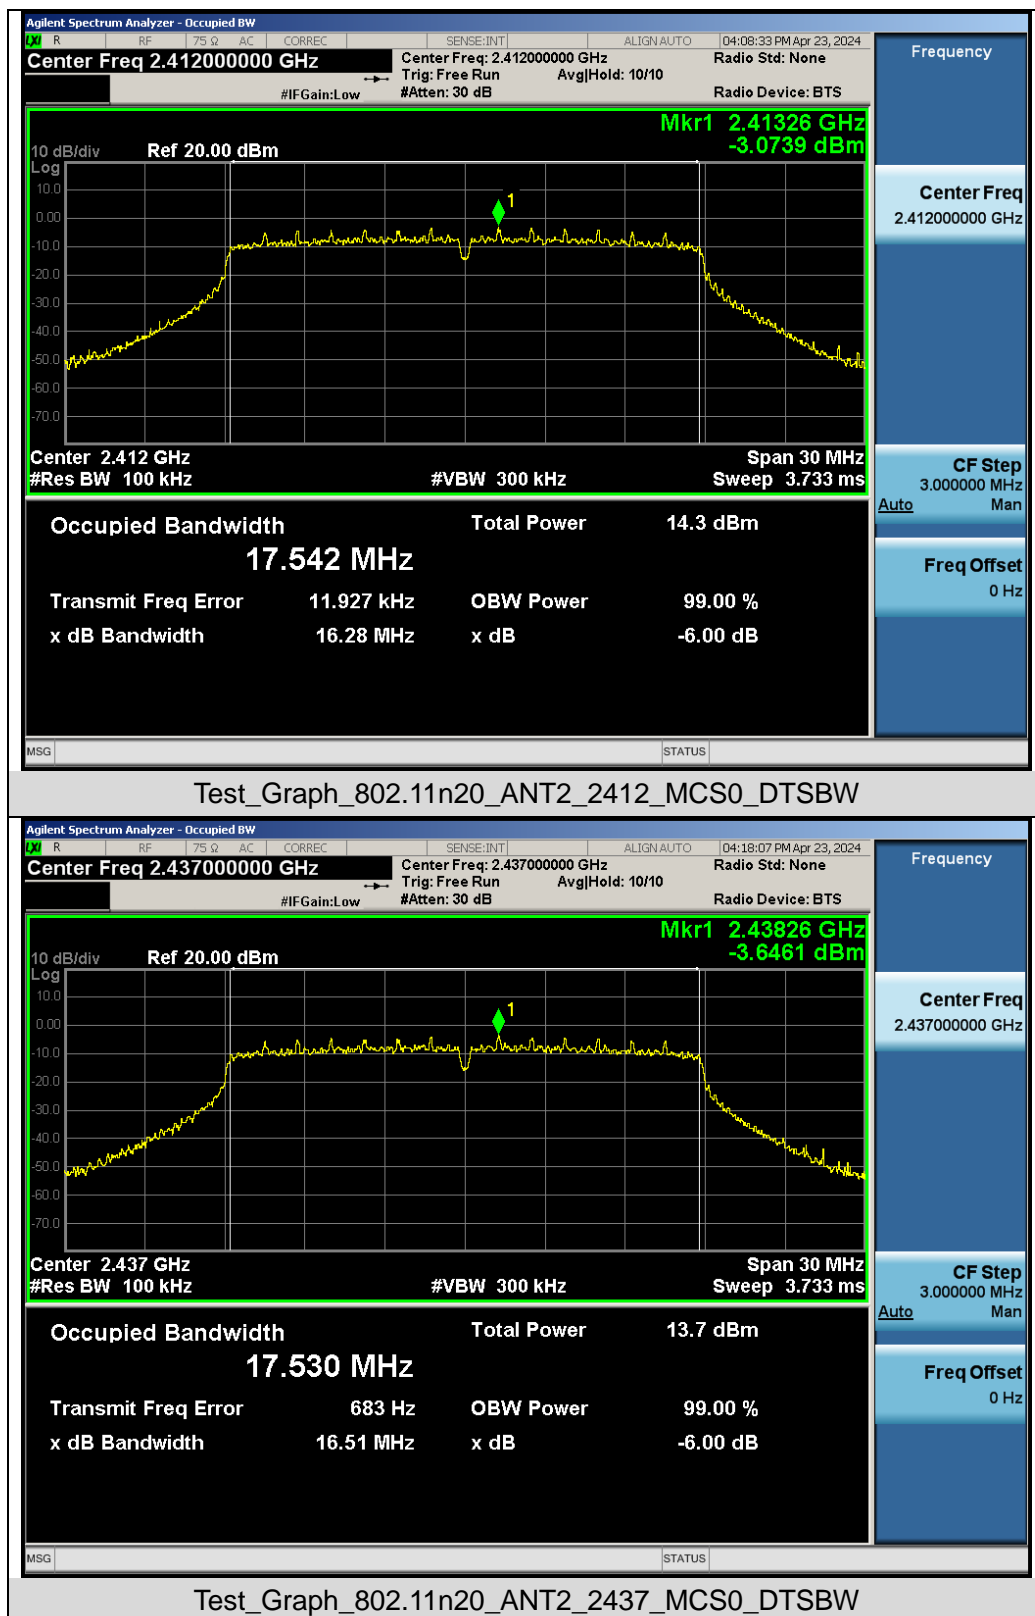 Agilent Spectrum Analyzer - Occupied BW
LXI R RF 75 Ω AC CORREC SENSE:INT ALIGN AUTO 04:08:33 PM Apr 23, 2024
Center Freq 2.412000000 GHz
Center Freq: 2.412000000 GHz
Radio Std: None
Trig: Free Run Avg|Hold: 10/10
#IFGain:Low
#Atten: 30 dB
Radio Device: BTS
Frequency
Mkr1 2.41326 GHz
-3.0739 dBm
10 dB/div Ref 20.00 dBm
Log
10.0
0.00
-10.0
-20.0
-30.0
-40.0
-50.0
-60.0
-70.0
1
Center 2.412 GHz
Span 30 MHz
#Res BW 100 kHz
#VBW 300 kHz
Sweep 3.733 ms
Center Freq
2.412000000 GHz
CF Step
3.000000 MHz
Auto Man
Freq Offset
0 Hz
Occupied Bandwidth
Total Power 14.3 dBm
17.542 MHz
Transmit Freq Error 11.927 kHz OBW Power 99.00 %
x dB Bandwidth 16.28 MHz x dB -6.00 dB
MSG STATUS
Test_Graph_802.11n20_ANT2_2412_MCS0_DTSBW
Agilent Spectrum Analyzer - Occupied BW
LXI R RF 75 Ω AC CORREC SENSE:INT ALIGN AUTO 04:18:07 PM Apr 23, 2024
Center Freq 2.437000000 GHz
Center Freq: 2.437000000 GHz
Radio Std: None
Trig: Free Run Avg|Hold: 10/10
#IFGain:Low
#Atten: 30 dB
Radio Device: BTS
Frequency
Mkr1 2.43826 GHz
-3.6461 dBm
10 dB/div Ref 20.00 dBm
Log
10.0
0.00
-10.0
-20.0
-30.0
-40.0
-50.0
-60.0
-70.0
1
Center 2.437 GHz
Span 30 MHz
#Res BW 100 kHz
#VBW 300 kHz
Sweep 3.733 ms
Center Freq
2.437000000 GHz
CF Step
3.000000 MHz
Auto Man
Freq Offset
0 Hz
Occupied Bandwidth
Total Power 13.7 dBm
17.530 MHz
Transmit Freq Error 683 Hz OBW Power 99.00 %
x dB Bandwidth 16.51 MHz x dB -6.00 dB
MSG STATUS
Test_Graph_802.11n20_ANT2_2437_MCS0_DTSBW